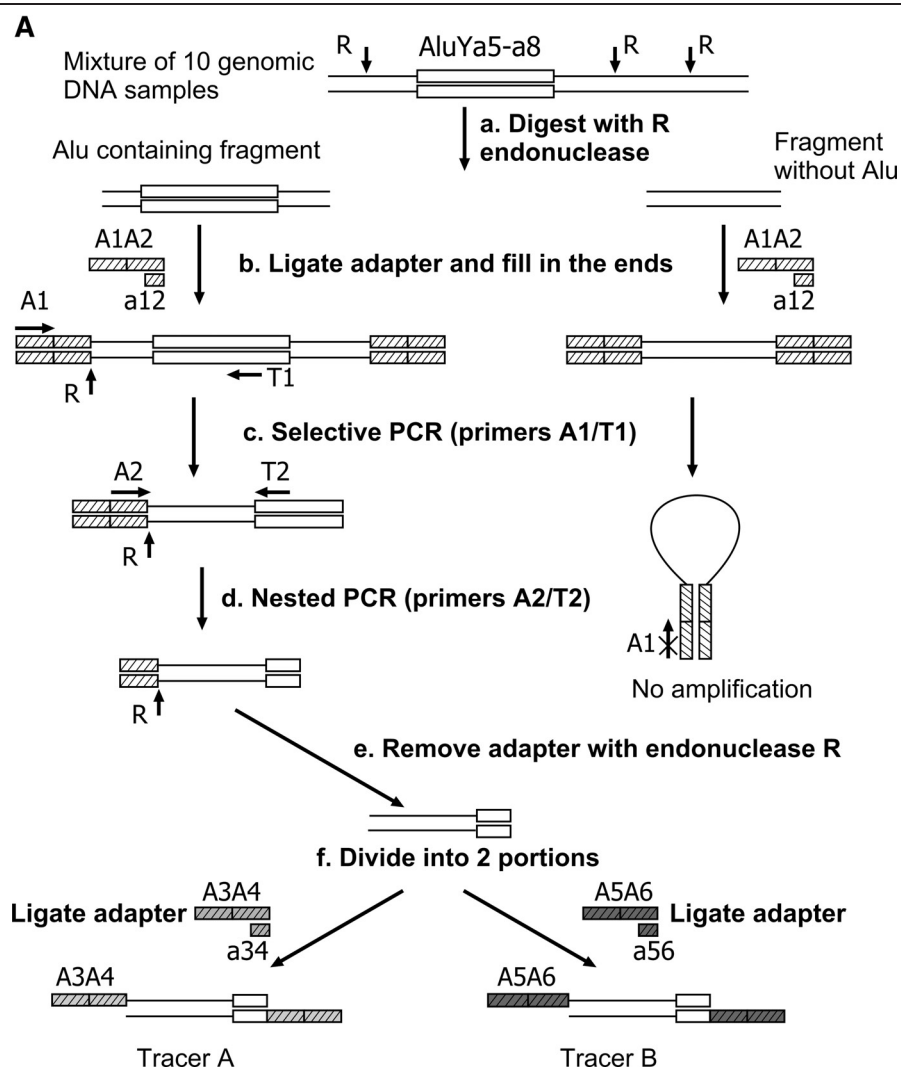 A
Mixture of 10 genomic
DNA samples
R
AluYa5-a8
R
R
a. Digest with R
endonuclease
Alu containing fragment
Fragment
without Alu
A1A2
a12
b. Ligate adapter and fill in the ends
A1A2
a12
A1
R
T1
c. Selective PCR (primers A1/T1)
A2
T2
R
d. Nested PCR (primers A2/T2)
A1
No amplification
R
e. Remove adapter with endonuclease R
f. Divide into 2 portions
Ligate adapter
A3A4
a34
A5A6
a56
Ligate adapter
A3A4
A5A6
Tracer A
Tracer B